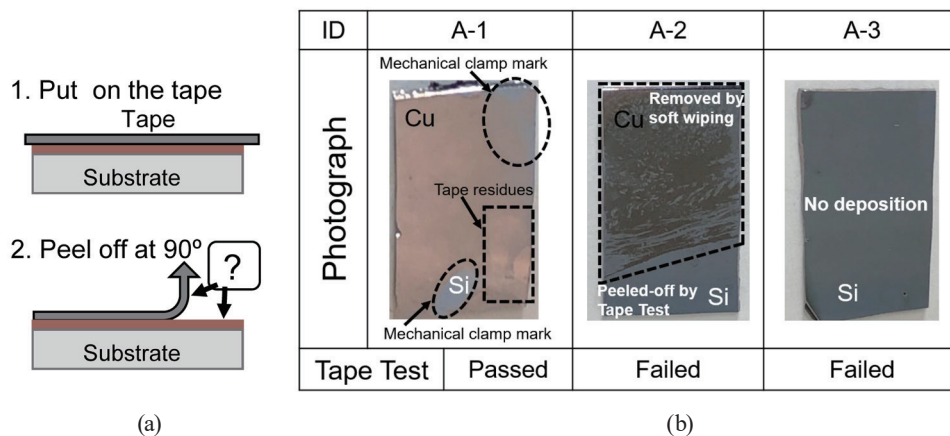 1. Put on the tape
Tape
Substrate
2. Peel off at 90º
?
Substrate
(a)
ID A-1 A-2 A-3
Photograph
Mechanical clamp mark
Cu
Tape residues
Si
Mechanical clamp mark
Removed by
Cu soft wiping
Peeled-off by
Tape Test
Si
No deposition
Si
Tape Test Passed Failed Failed
(b)